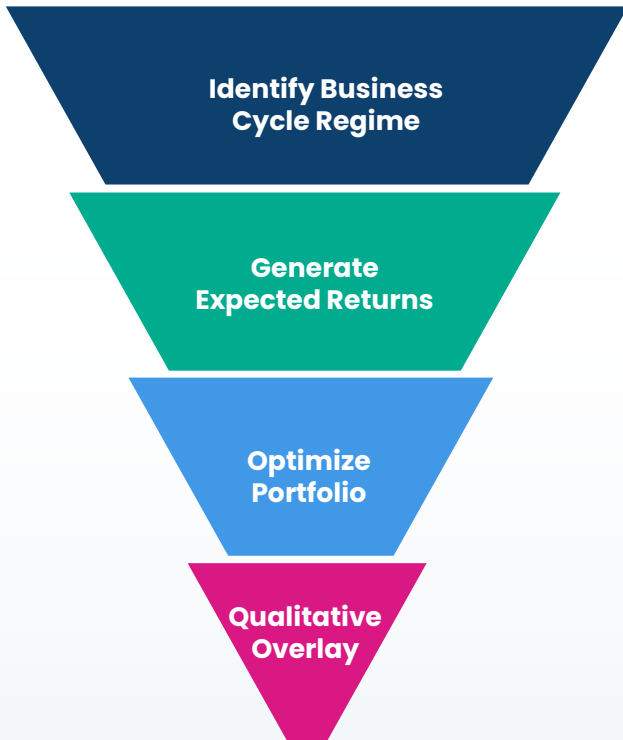 Identify Business
Cycle Regime
Generate
Expected Returns
Optimize
Portfolio
Qualitative
Overlay